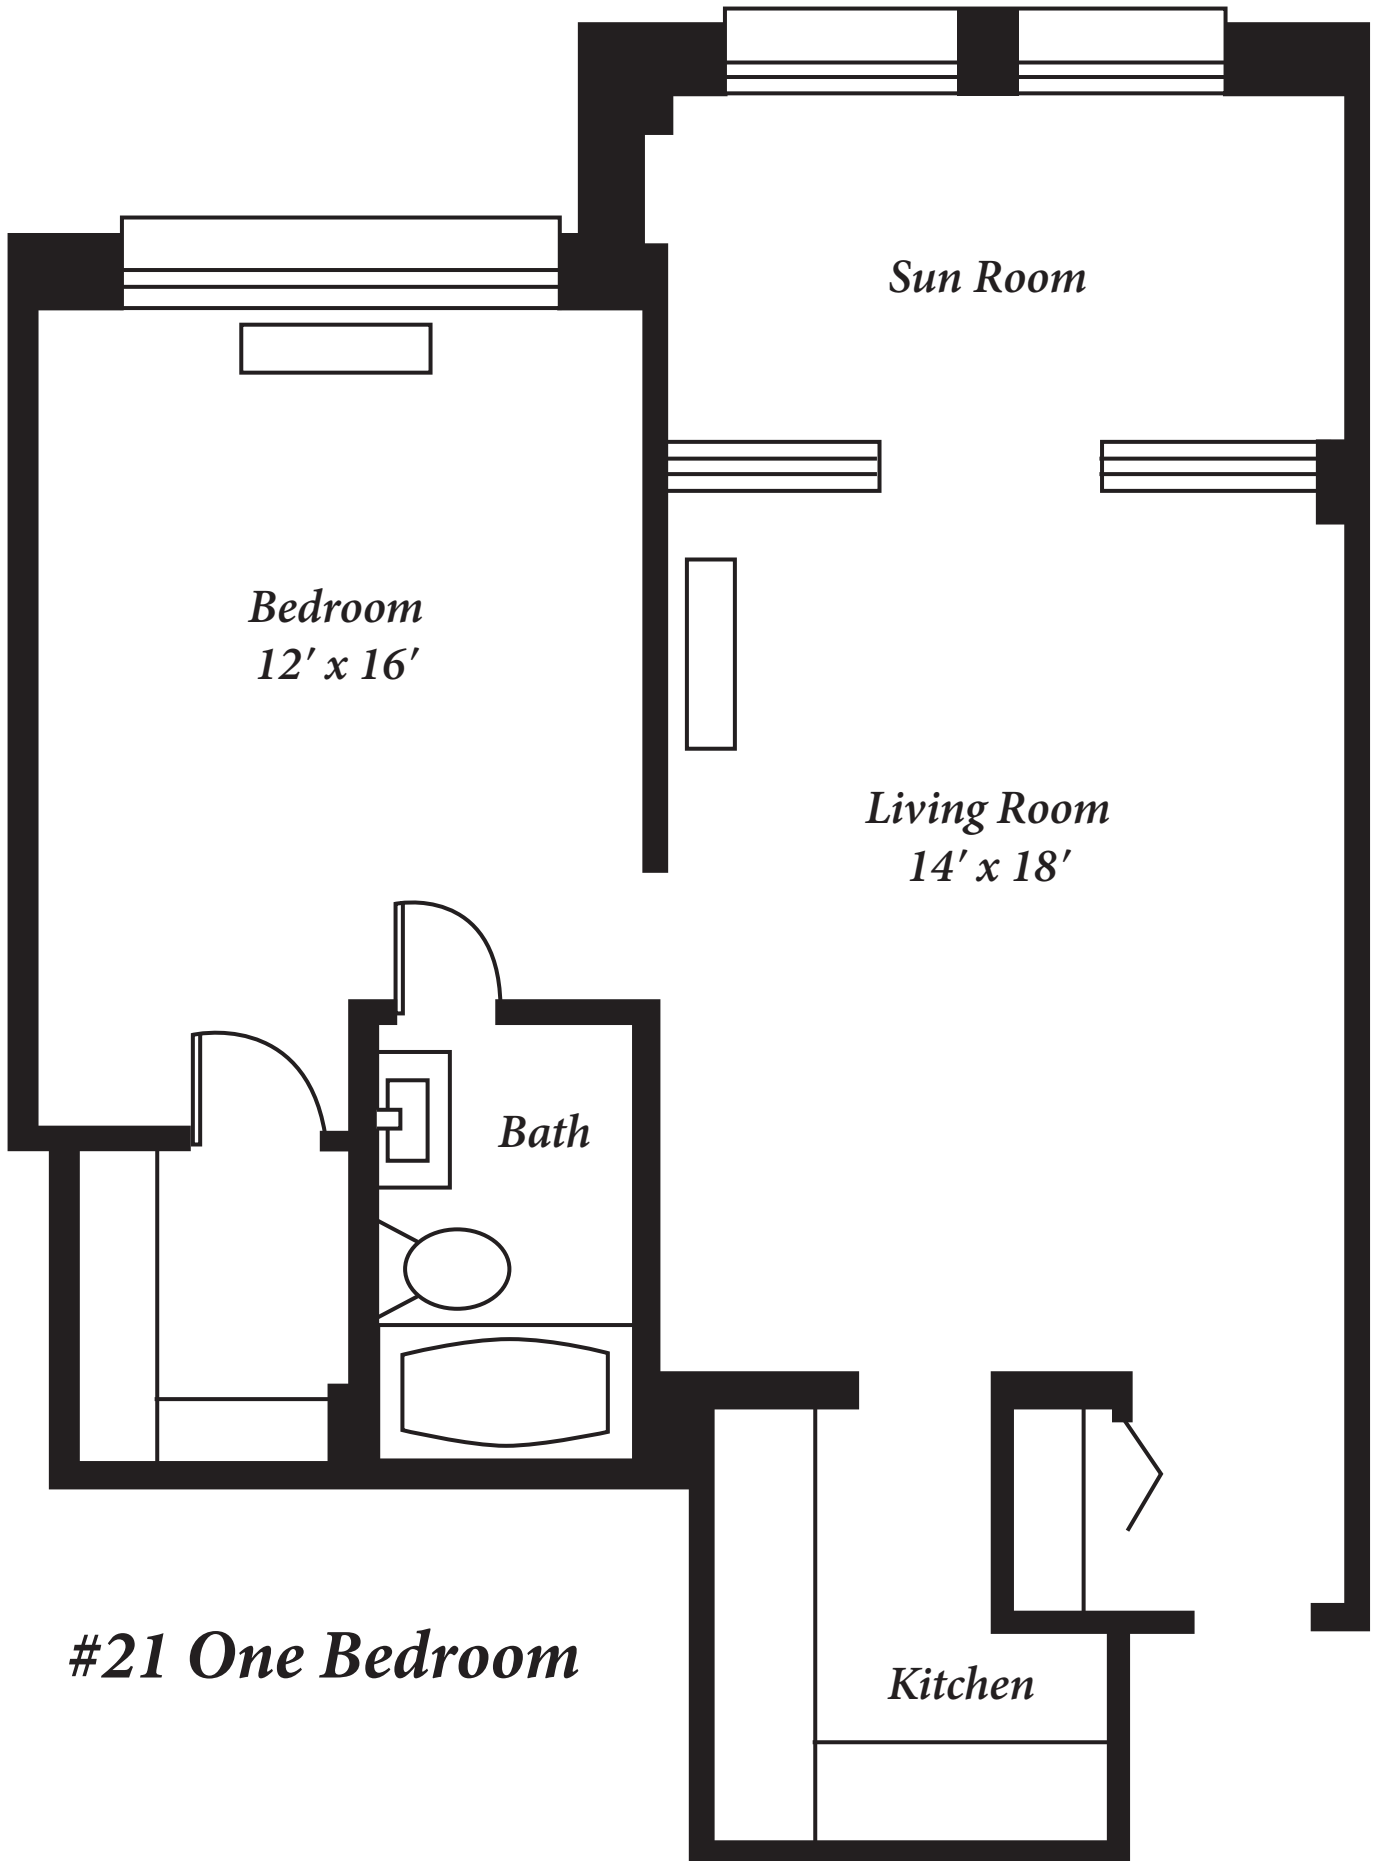 Sun Room
Bedroom
12′ x 16′
Living Room
14′ x 18′
Bath
#21 One Bedroom
Kitchen